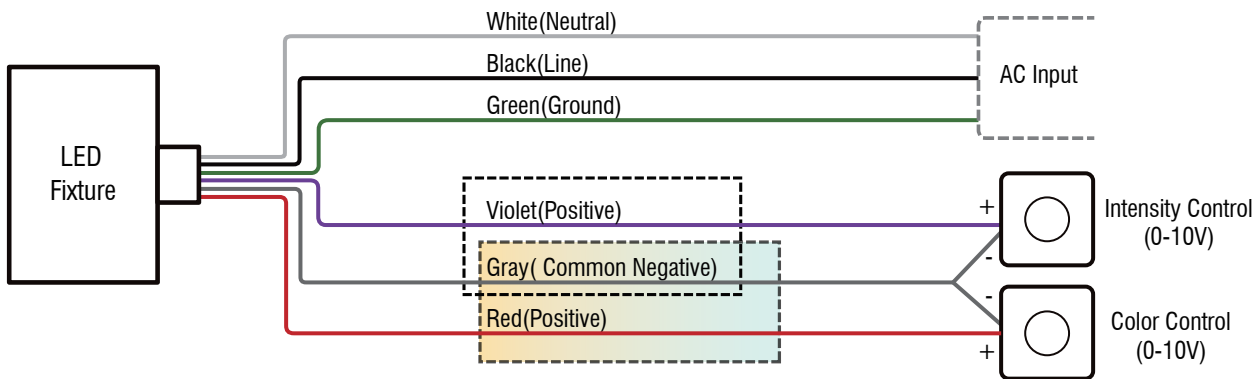 White(Neutral)
Black(Line)
Green(Ground)
AC Input
LED
Fixture
Violet(Positive)
Gray( Common Negative)
Red(Positive)
+
-
Intensity Control
(0-10V)
-
+
Color Control
(0-10V)